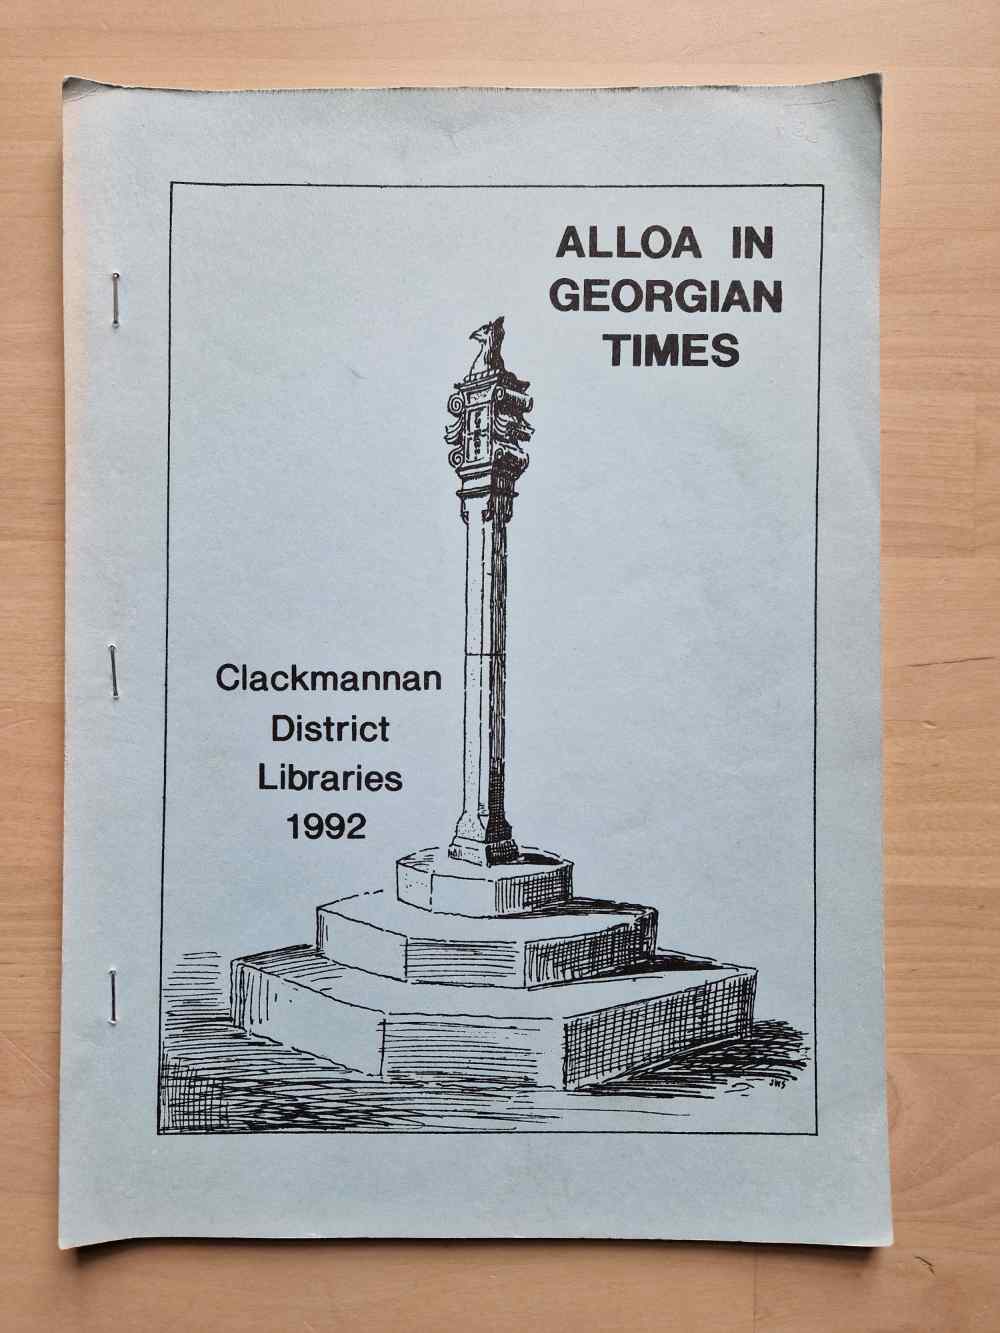 ALLOA IN
GEORGIAN
TIMES
Clackmannan
District
Libraries
1992
JWS